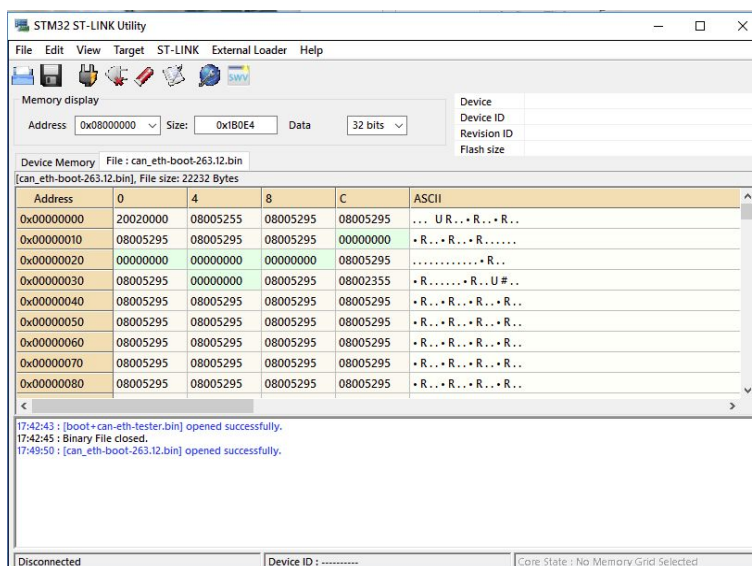 STM32 ST-LINK Utility
File Edit View Target ST-LINK External Loader Help
SWV
Memory display
Address 0x08000000 Size: 0x1B0E4 Data 32 bits
Device
Device ID
Revision ID
Flash size
Device Memory File : can_eth-boot-263.12.bin
[can_eth-boot-263.12.bin], File size: 22232 Bytes
Address 0 4 8 C ASCII
0x00000000 20020000 08005255 08005295 08005295 ... UR..•R..•R..
0x00000010 08005295 08005295 08005295 00000000 •R..•R..•R......
0x00000020 00000000 00000000 00000000 08005295 ............•R..
0x00000030 08005295 00000000 08005295 08002355 •R......•R..U#..
0x00000040 08005295 08005295 08005295 08005295 •R..•R..•R..•R..
0x00000050 08005295 08005295 08005295 08005295 •R..•R..•R..•R..
0x00000060 08005295 08005295 08005295 08005295 •R..•R..•R..•R..
0x00000070 08005295 08005295 08005295 08005295 •R..•R..•R..•R..
0x00000080 08005295 08005295 08005295 08005295 •R..•R..•R..•R..
17:42:43 : [boot+can-eth-tester.bin] opened successfully.
17:42:45 : Binary File closed.
17:49:50 : [can_eth-boot-263.12.bin] opened successfully.
Disconnected Device ID : ---------- Core State : No Memory Grid Selected